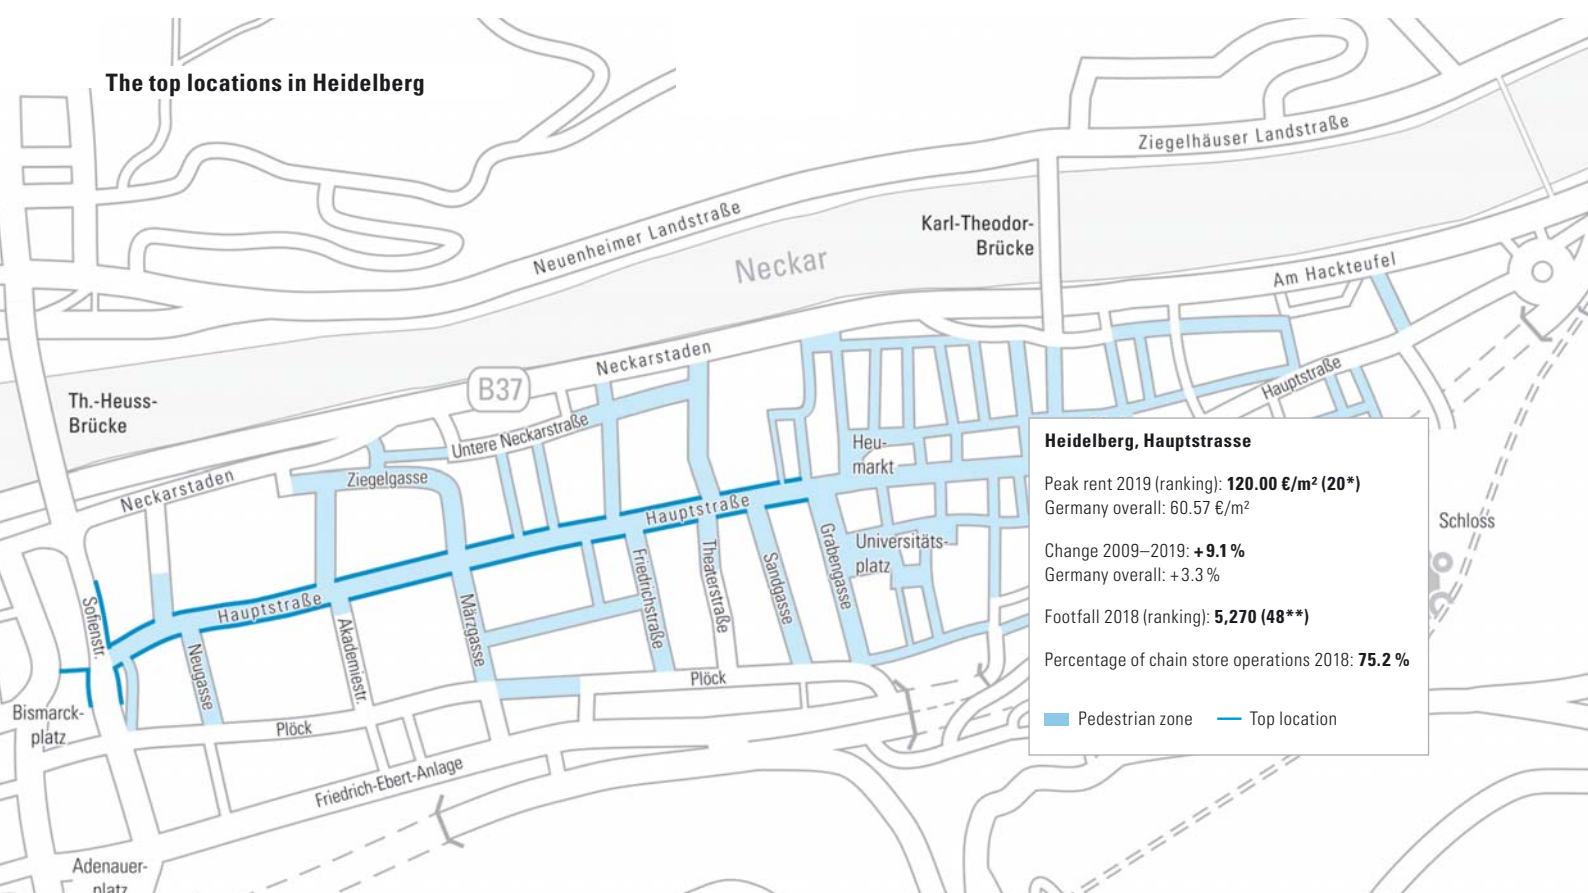 The top locations in Heidelberg
Ziegelhäuser Landstraße
Neuenheimer Landstraße
Karl-Theodor-
Brücke
Neckar
Am Hackteufel
Neckarstaden
B37
Th.-Heuss-
Brücke
Hauptstraße
Untere Neckarstraße
Heu-
markt
Ziegelgasse
Neckarstaden
Hauptstraße
Grabengasse
Universitäts-
platz
Schloss
Sofienstr.
Hauptstraße
Neugasse
Akademiestr.
Märzgasse
Friedrichstraße
Theaterstraße
Sandgasse
Plöck
Bismarck-
platz
Plöck
Friedrich-Ebert-Anlage
Adenauer-
platz
Heidelberg, Hauptstrasse
Peak rent 2019 (ranking): 120.00 €/m² (20*)
Germany overall: 60.57 €/m²
Change 2009–2019: +9.1 %
Germany overall: +3.3 %
Footfall 2018 (ranking): 5,270 (48**)
Percentage of chain store operations 2018: 75.2 %
Pedestrian zone
Top location